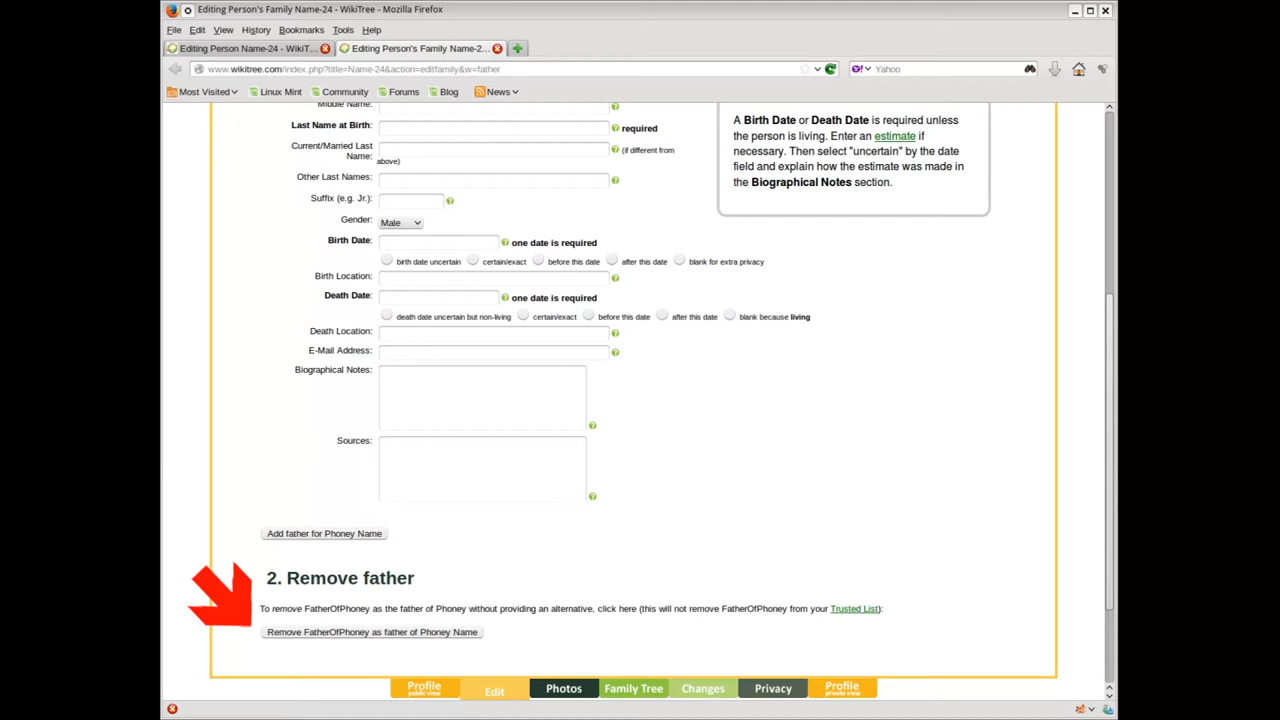 Editing Person's Family Name-24 - WikiTree - Mozilla Firefox
File Edit View History Bookmarks Tools Help
Editing Person Name-24 - WikiT... Editing Person's Family Name-2...
www.wikitree.com/index.php?title=Name-24&action=editfamily&w=father Yahoo
Most Visited Linux Mint Community Forums Blog News
Middle Name:
Last Name at Birth: required
Current/Married Last Name: (if different from above)
Other Last Names:
Suffix (e.g. Jr.):
Gender: Male
Birth Date: one date is required
birth date uncertain certain/exact before this date after this date blank for extra privacy
Birth Location:
Death Date: one date is required
death date uncertain but non-living certain/exact before this date after this date blank because living
Death Location:
E-Mail Address:
Biographical Notes:
Sources:
A Birth Date or Death Date is required unless
the person is living. Enter an estimate if
necessary. Then select "uncertain" by the date
field and explain how the estimate was made in
the Biographical Notes section.
Add father for Phoney Name
2. Remove father
To remove FatherOfPhoney as the father of Phoney without providing an alternative, click here (this will not remove FatherOfPhoney from your Trusted List):
Remove FatherOfPhoney as father of Phoney Name
Profile public view Edit Photos Family Tree Changes Privacy Profile private view